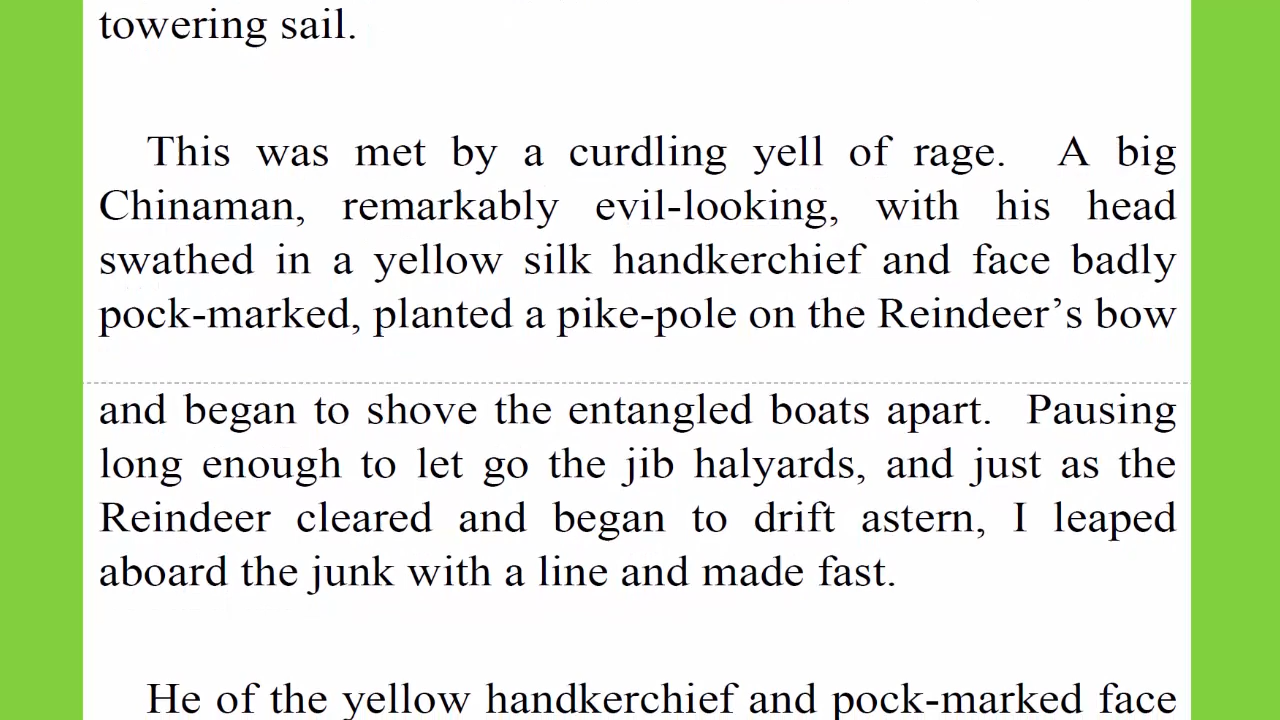 towering sail.
This was met by a curdling yell of rage. A big
Chinaman, remarkably evil-looking, with his head
swathed in a yellow silk handkerchief and face badly
pock-marked, planted a pike-pole on the Reindeer’s bow
and began to shove the entangled boats apart. Pausing
long enough to let go the jib halyards, and just as the
Reindeer cleared and began to drift astern, I leaped
aboard the junk with a line and made fast.
He of the yellow handkerchief and pock-marked face